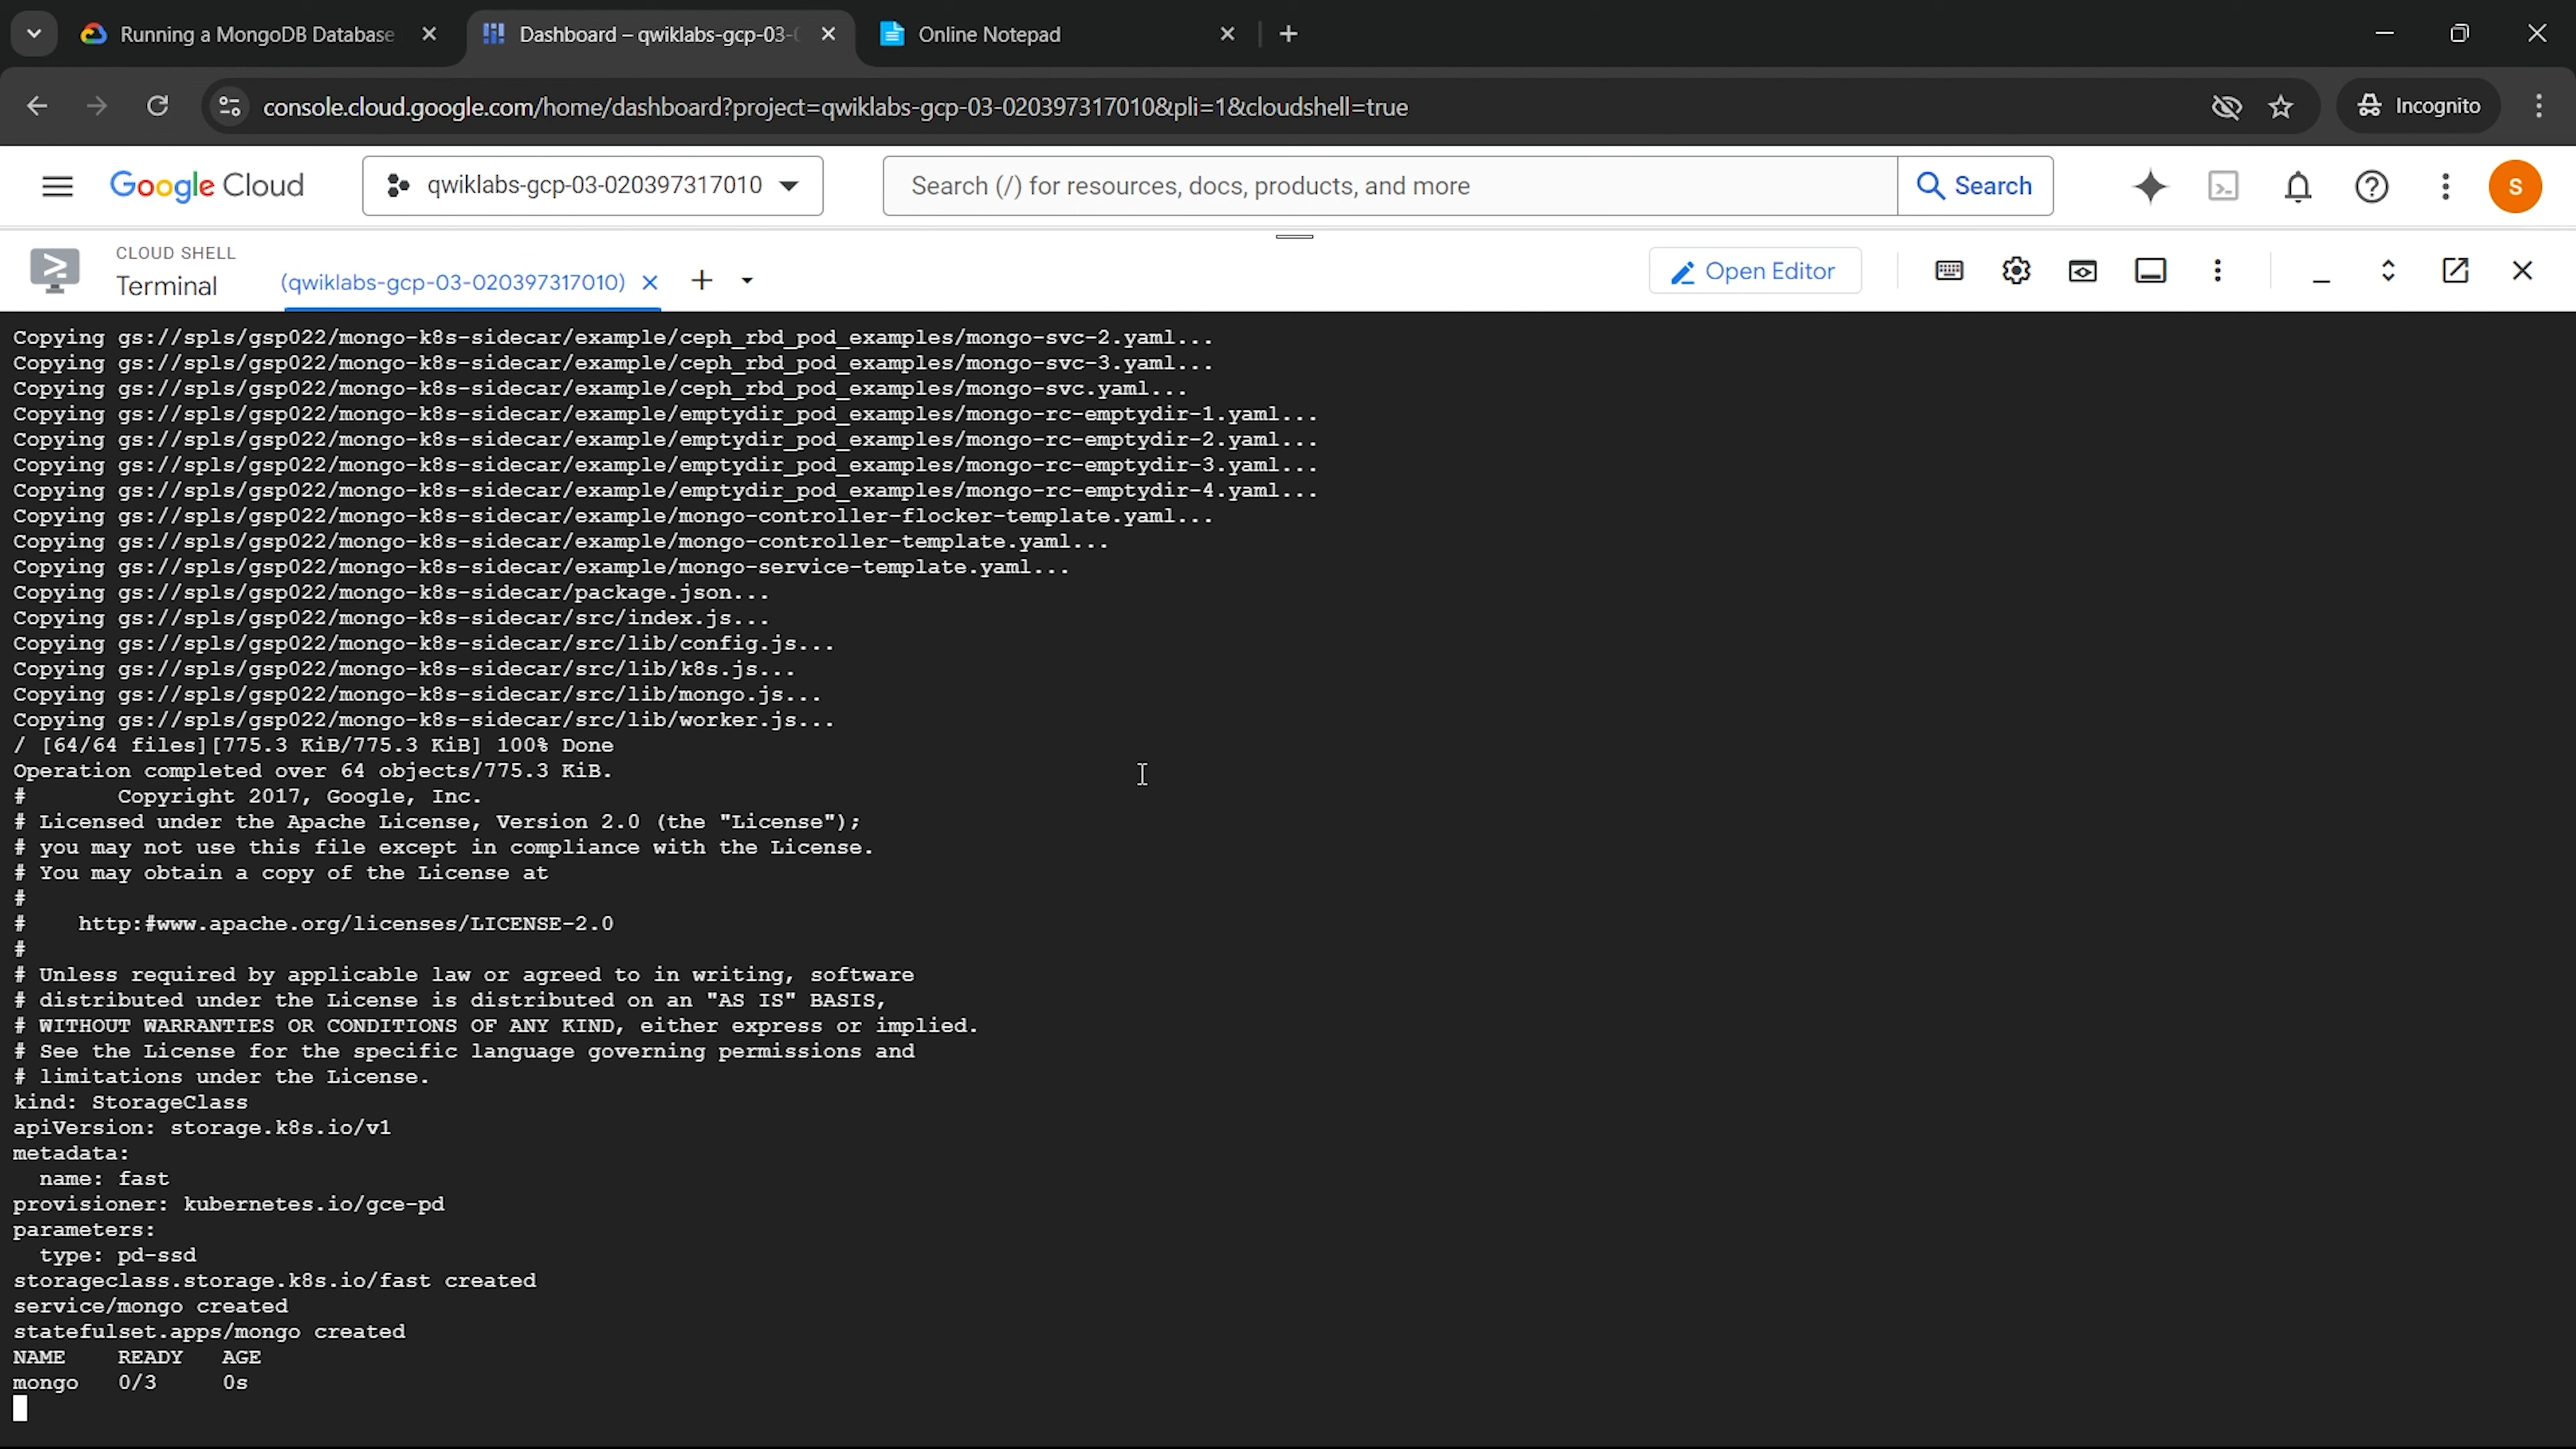 Running a MongoDB Database
Dashboard – qwiklabs-gcp-03-
Online Notepad
console.cloud.google.com/home/dashboard?project=qwiklabs-gcp-03-020397317010&pli=1&cloudshell=true
Incognito
Google Cloud
qwiklabs-gcp-03-020397317010
Search (/) for resources, docs, products, and more
Search
S
CLOUD SHELL
Terminal
(qwiklabs-gcp-03-020397317010)
Open Editor
Copying gs://spls/gsp022/mongo-k8s-sidecar/example/ceph_rbd_pod_examples/mongo-svc-2.yaml...
Copying gs://spls/gsp022/mongo-k8s-sidecar/example/ceph_rbd_pod_examples/mongo-svc-3.yaml...
Copying gs://spls/gsp022/mongo-k8s-sidecar/example/ceph_rbd_pod_examples/mongo-svc.yaml...
Copying gs://spls/gsp022/mongo-k8s-sidecar/example/emptydir_pod_examples/mongo-rc-emptydir-1.yaml...
Copying gs://spls/gsp022/mongo-k8s-sidecar/example/emptydir_pod_examples/mongo-rc-emptydir-2.yaml...
Copying gs://spls/gsp022/mongo-k8s-sidecar/example/emptydir_pod_examples/mongo-rc-emptydir-3.yaml...
Copying gs://spls/gsp022/mongo-k8s-sidecar/example/emptydir_pod_examples/mongo-rc-emptydir-4.yaml...
Copying gs://spls/gsp022/mongo-k8s-sidecar/example/mongo-controller-flocker-template.yaml...
Copying gs://spls/gsp022/mongo-k8s-sidecar/example/mongo-controller-template.yaml...
Copying gs://spls/gsp022/mongo-k8s-sidecar/example/mongo-service-template.yaml...
Copying gs://spls/gsp022/mongo-k8s-sidecar/package.json...
Copying gs://spls/gsp022/mongo-k8s-sidecar/src/index.js...
Copying gs://spls/gsp022/mongo-k8s-sidecar/src/lib/config.js...
Copying gs://spls/gsp022/mongo-k8s-sidecar/src/lib/k8s.js...
Copying gs://spls/gsp022/mongo-k8s-sidecar/src/lib/mongo.js...
Copying gs://spls/gsp022/mongo-k8s-sidecar/src/lib/worker.js...
/ [64/64 files][775.3 KiB/775.3 KiB] 100% Done
Operation completed over 64 objects/775.3 KiB.
#       Copyright 2017, Google, Inc.
# Licensed under the Apache License, Version 2.0 (the "License");
# you may not use this file except in compliance with the License.
# You may obtain a copy of the License at
#
#    http:#www.apache.org/licenses/LICENSE-2.0
#
# Unless required by applicable law or agreed to in writing, software
# distributed under the License is distributed on an "AS IS" BASIS,
# WITHOUT WARRANTIES OR CONDITIONS OF ANY KIND, either express or implied.
# See the License for the specific language governing permissions and
# limitations under the License.
kind: StorageClass
apiVersion: storage.k8s.io/v1
metadata:
  name: fast
provisioner: kubernetes.io/gce-pd
parameters:
  type: pd-ssd
storageclass.storage.k8s.io/fast created
service/mongo created
statefulset.apps/mongo created
NAME    READY   AGE
mongo   0/3     0s